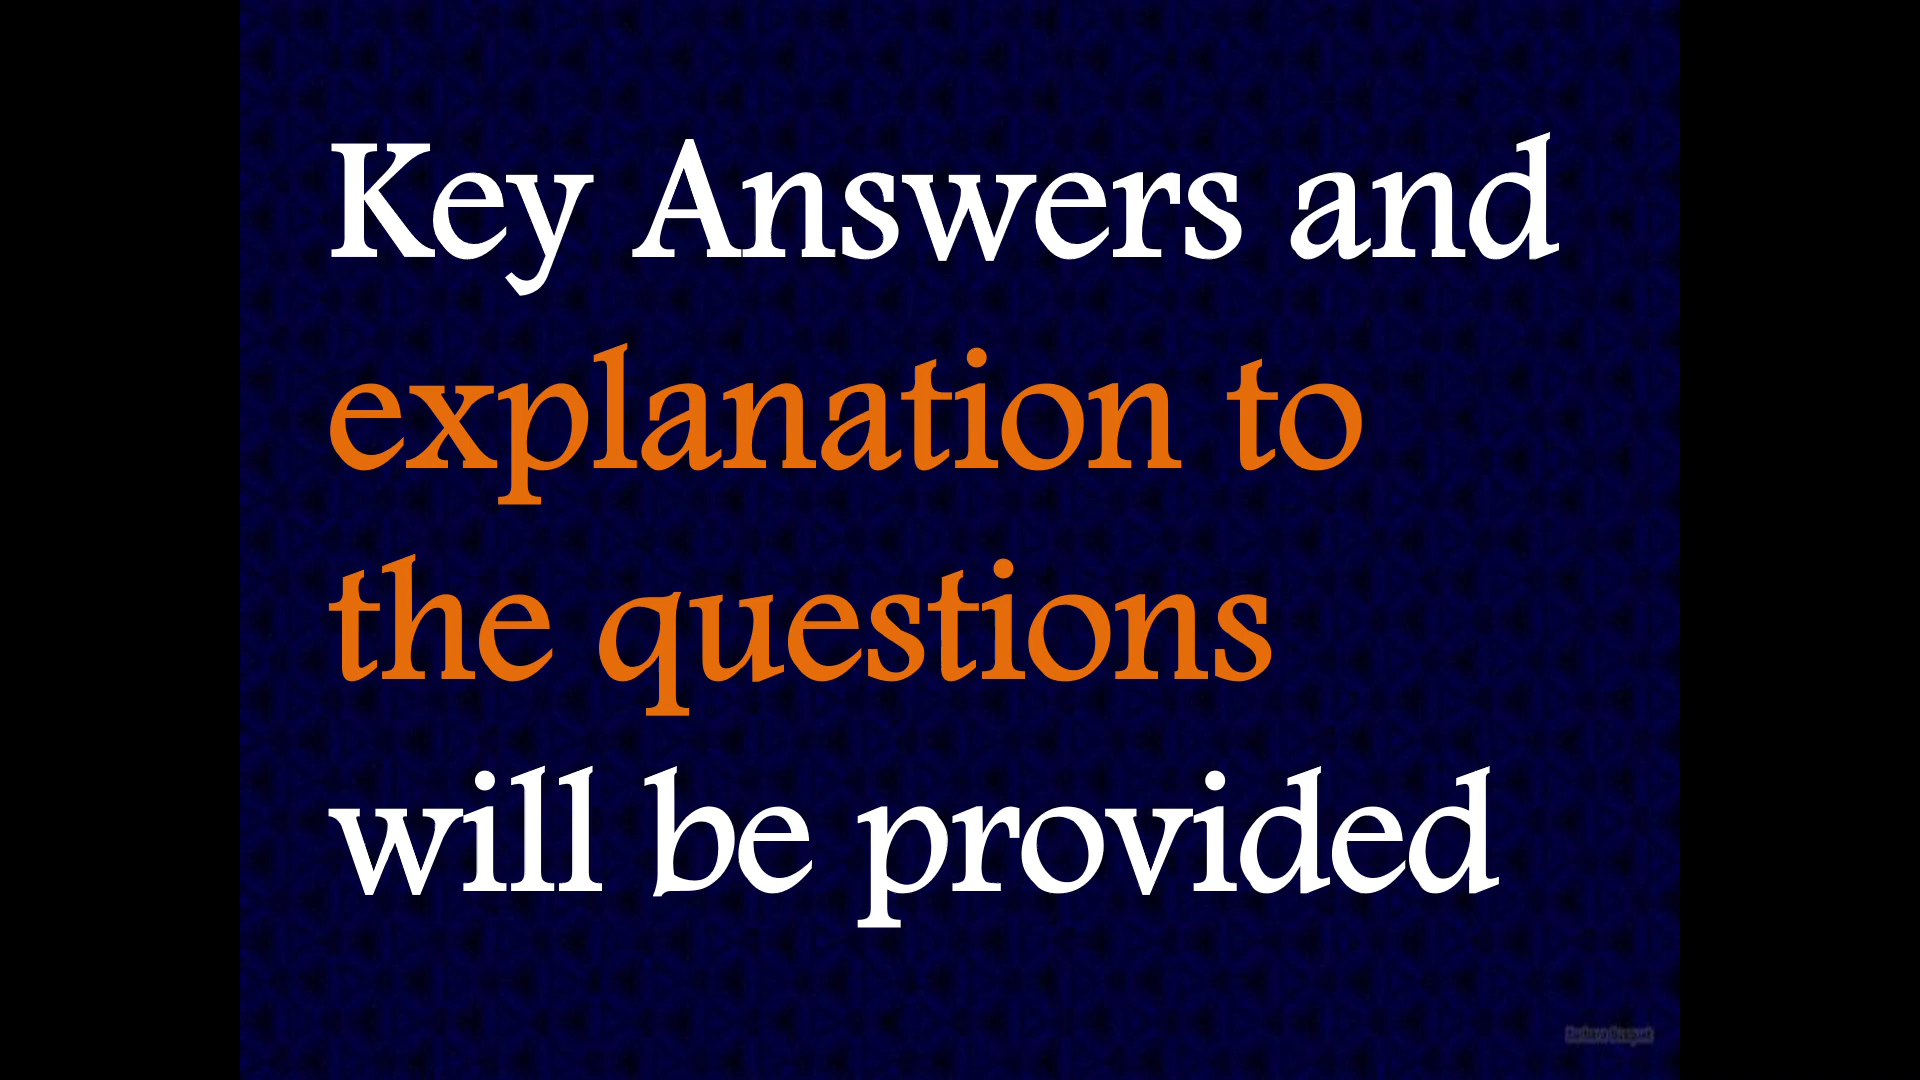 Key Answers and
explanation to
the questions
will be provided